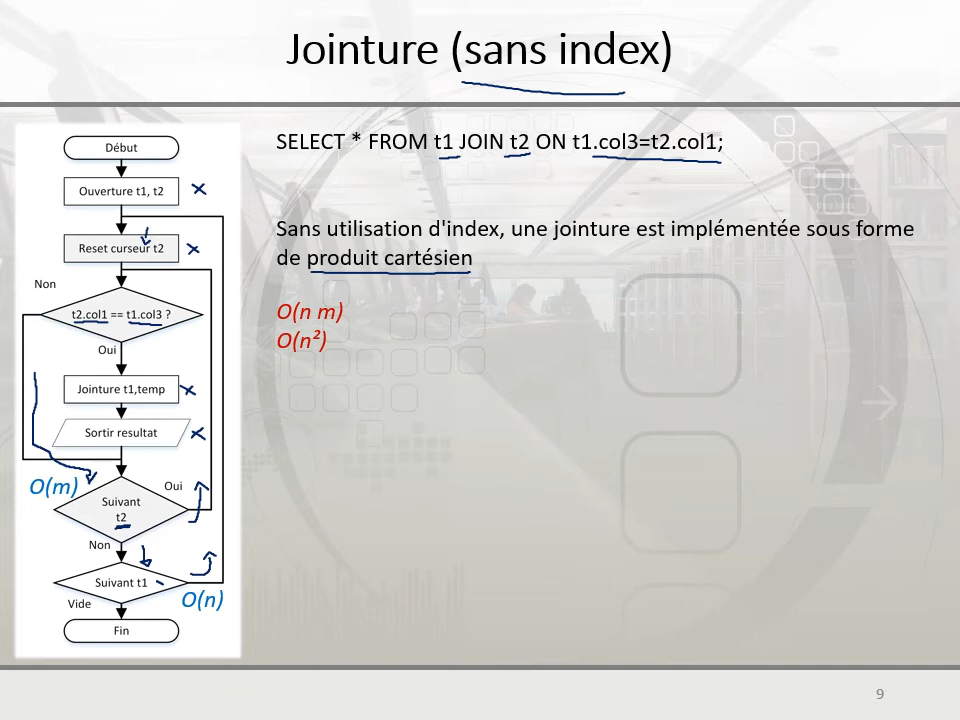 Jointure (sans index)
SELECT * FROM t1 JOIN t2 ON t1.col3=t2.col1;
Sans utilisation d'index, une jointure est implémentée sous forme
de produit cartésien
O(n m)
O(n²)
Début
Ouverture t1, t2
Reset curseur t2
Non
t2.col1 == t1.col3 ?
Oui
Jointure t1,temp
Sortir resultat
O(m)
Oui
Suivant
t2
Non
Suivant t1
O(n)
Vide
Fin
9